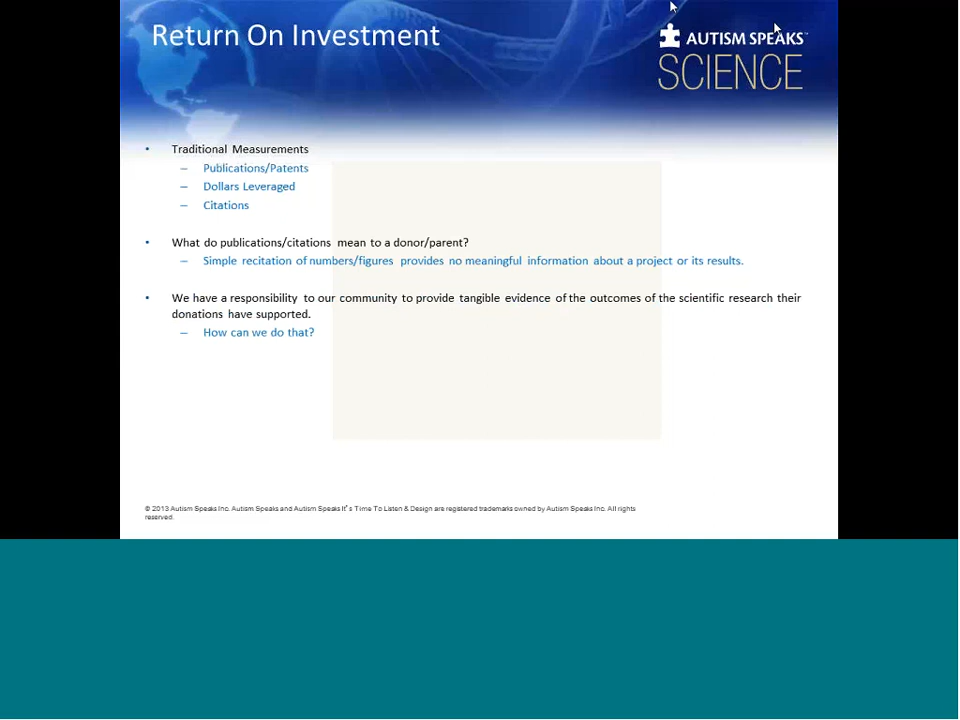 Return On Investment
AUTISM SPEAKS™
SCIENCE
• Traditional Measurements
– Publications/Patents
– Dollars Leveraged
– Citations
• What do publications/citations mean to a donor/parent?
– Simple recitation of numbers/figures provides no meaningful information about a project or its results.
• We have a responsibility to our community to provide tangible evidence of the outcomes of the scientific research their
donations have supported.
– How can we do that?
© 2013 Autism Speaks Inc. Autism Speaks and Autism Speaks It's Time To Listen & Design are registered trademarks owned by Autism Speaks Inc. All rights
reserved.